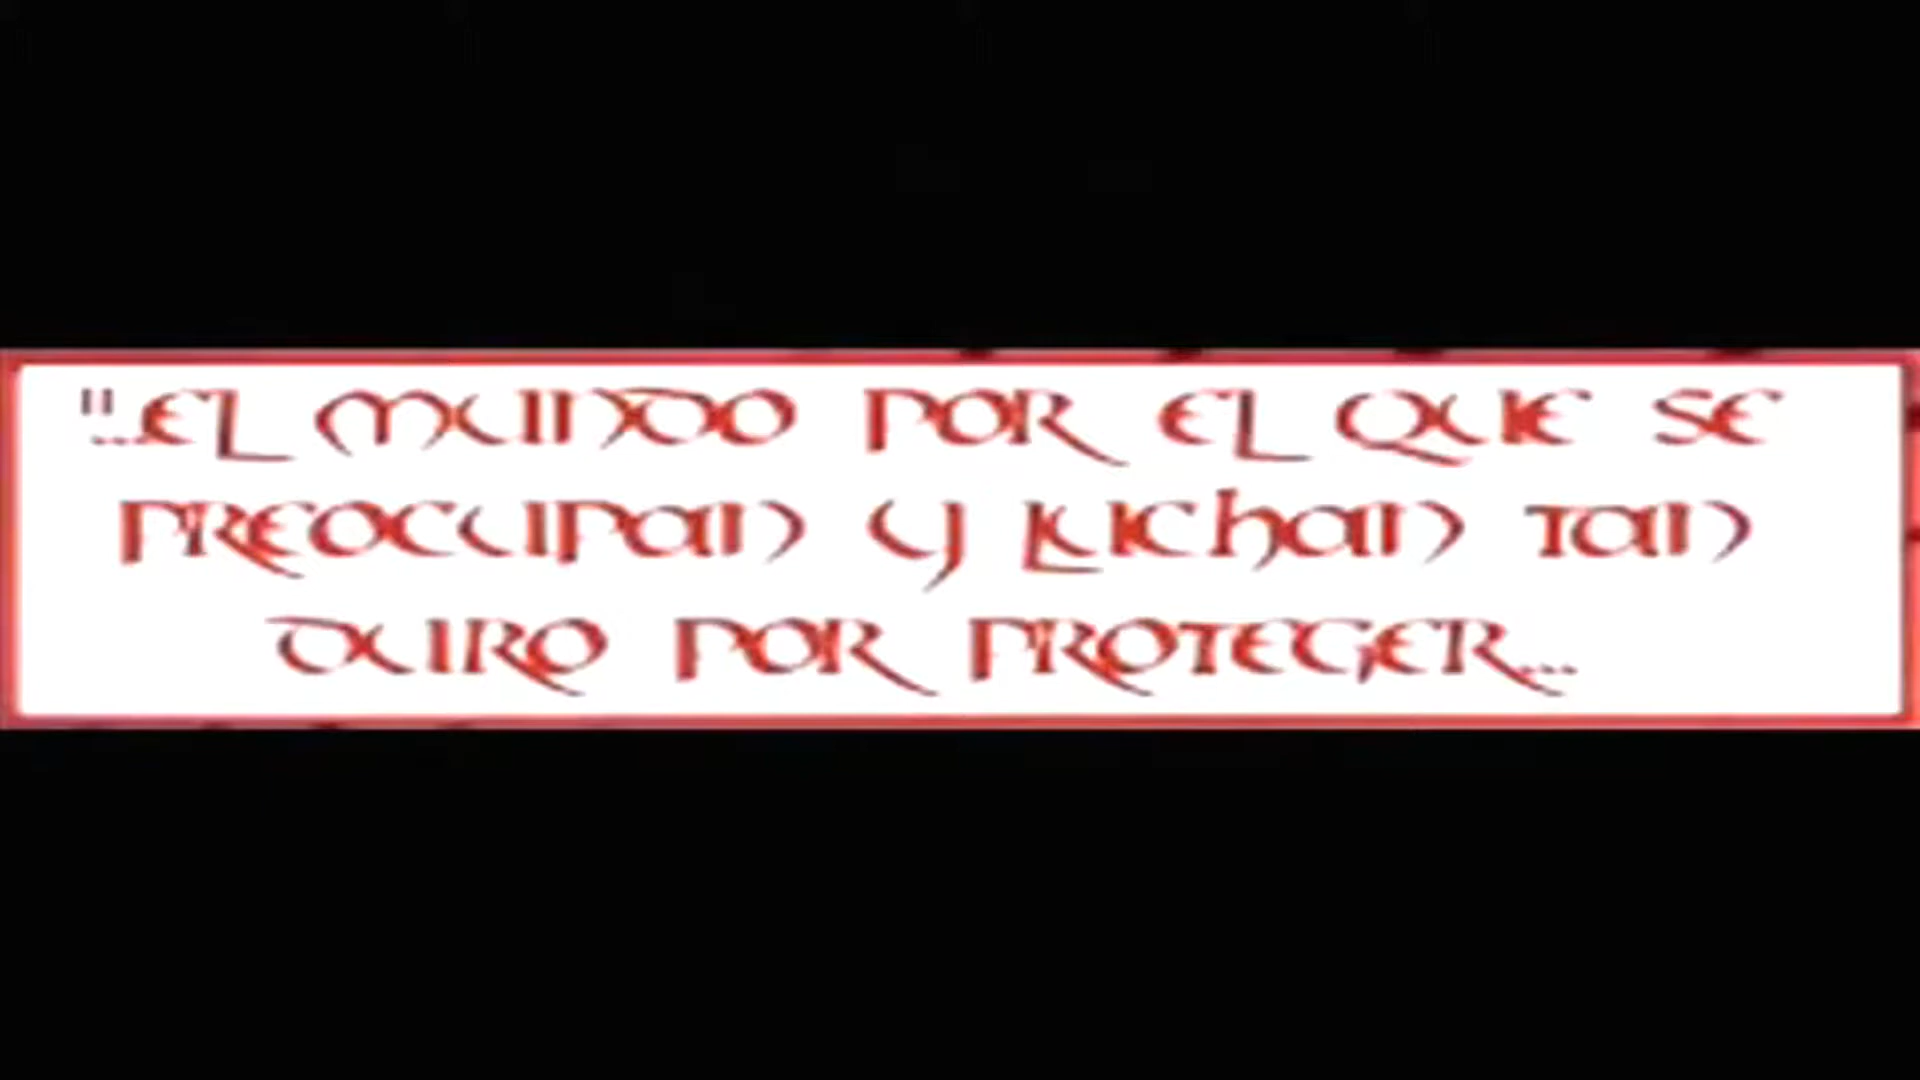 "...EL MUNDO POR EL QUE SE
PREOCUPAN Y LUCHAN TAN
DURO POR PROTEGER...